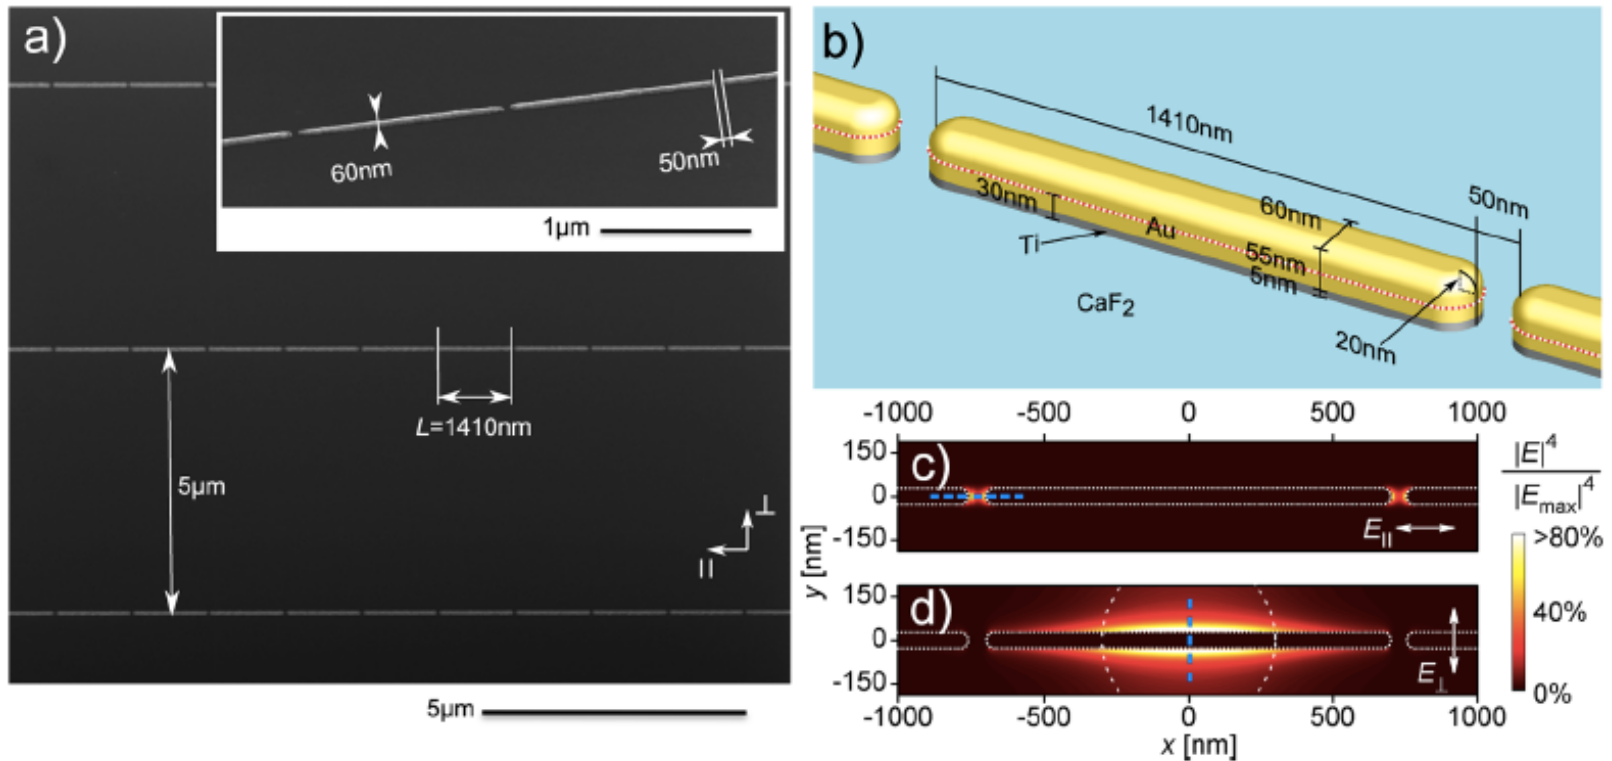 a)
60nm
50nm
1μm
L=1410nm
5μm
⊥
||
5μm
b)
1410nm
50nm
60nm
30nm
Au
Ti
55nm
5nm
CaF2
20nm
-1000 -500 0 500 1000
150
0
-150
c)
E||
|E|4
|Emax|4
>80%
40%
0%
y [nm]
150
0
-150
d)
E⊥
-1000 -500 0 500 1000
x [nm]